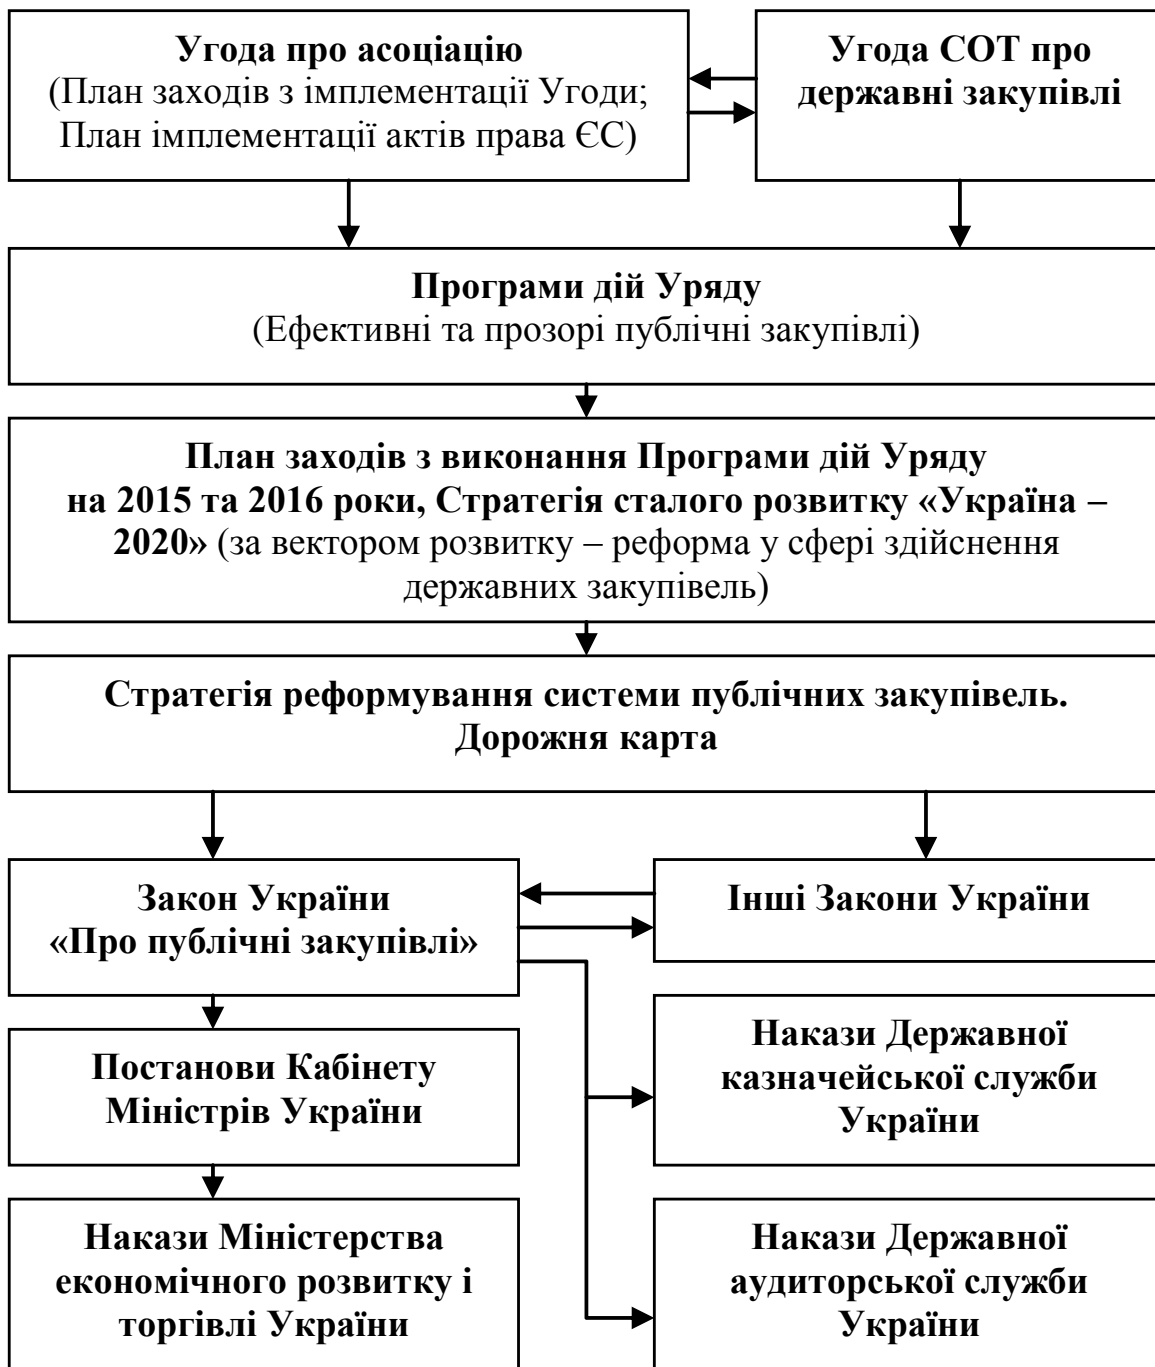 Угода про асоціацію
(План заходів з імплементації Угоди;
План імплементації актів права ЄС)
Угода СОТ про
державні закупівлі
Програми дій Уряду
(Ефективні та прозорі публічні закупівлі)
План заходів з виконання Програми дій Уряду
на 2015 та 2016 роки, Стратегія сталого розвитку «Україна –
2020» (за вектором розвитку – реформа у сфері здійснення
державних закупівель)
Стратегія реформування системи публічних закупівель.
Дорожня карта
Закон України
«Про публічні закупівлі»
Інші Закони України
Постанови Кабінету
Міністрів України
Накази Державної
казначейської служби
України
Накази Міністерства
економічного розвитку і
торгівлі України
Накази Державної
аудиторської служби
України